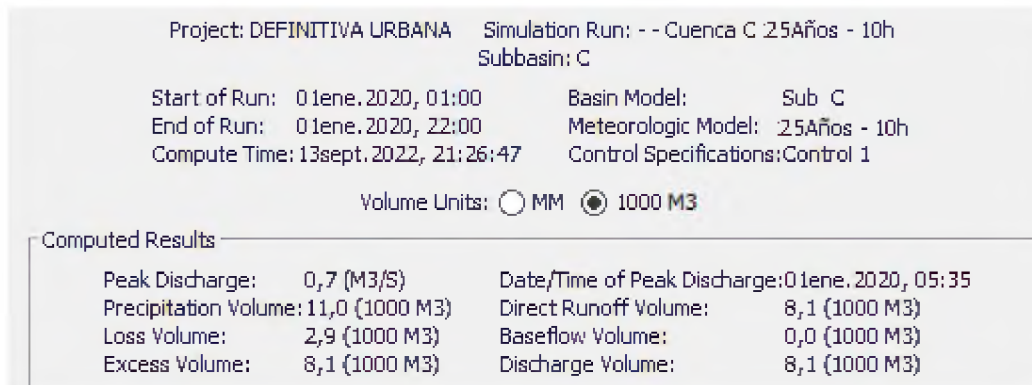 Project: DEFINITIVA URBANA Simulation Run: - - Cuenca C 25Años - 10h
Subbasin: C
Start of Run: 01ene.2020, 01:00 Basin Model: Sub C
End of Run: 01ene.2020, 22:00 Meteorologic Model: 25Años - 10h
Compute Time: 13sept.2022, 21:26:47 Control Specifications: Control 1
Volume Units: MM 1000 M3
Computed Results
Peak Discharge: 0,7 (M3/S) Date/Time of Peak Discharge: 01ene.2020, 05:35
Precipitation Volume: 11,0 (1000 M3) Direct Runoff Volume: 8,1 (1000 M3)
Loss Volume: 2,9 (1000 M3) Baseflow Volume: 0,0 (1000 M3)
Excess Volume: 8,1 (1000 M3) Discharge Volume: 8,1 (1000 M3)